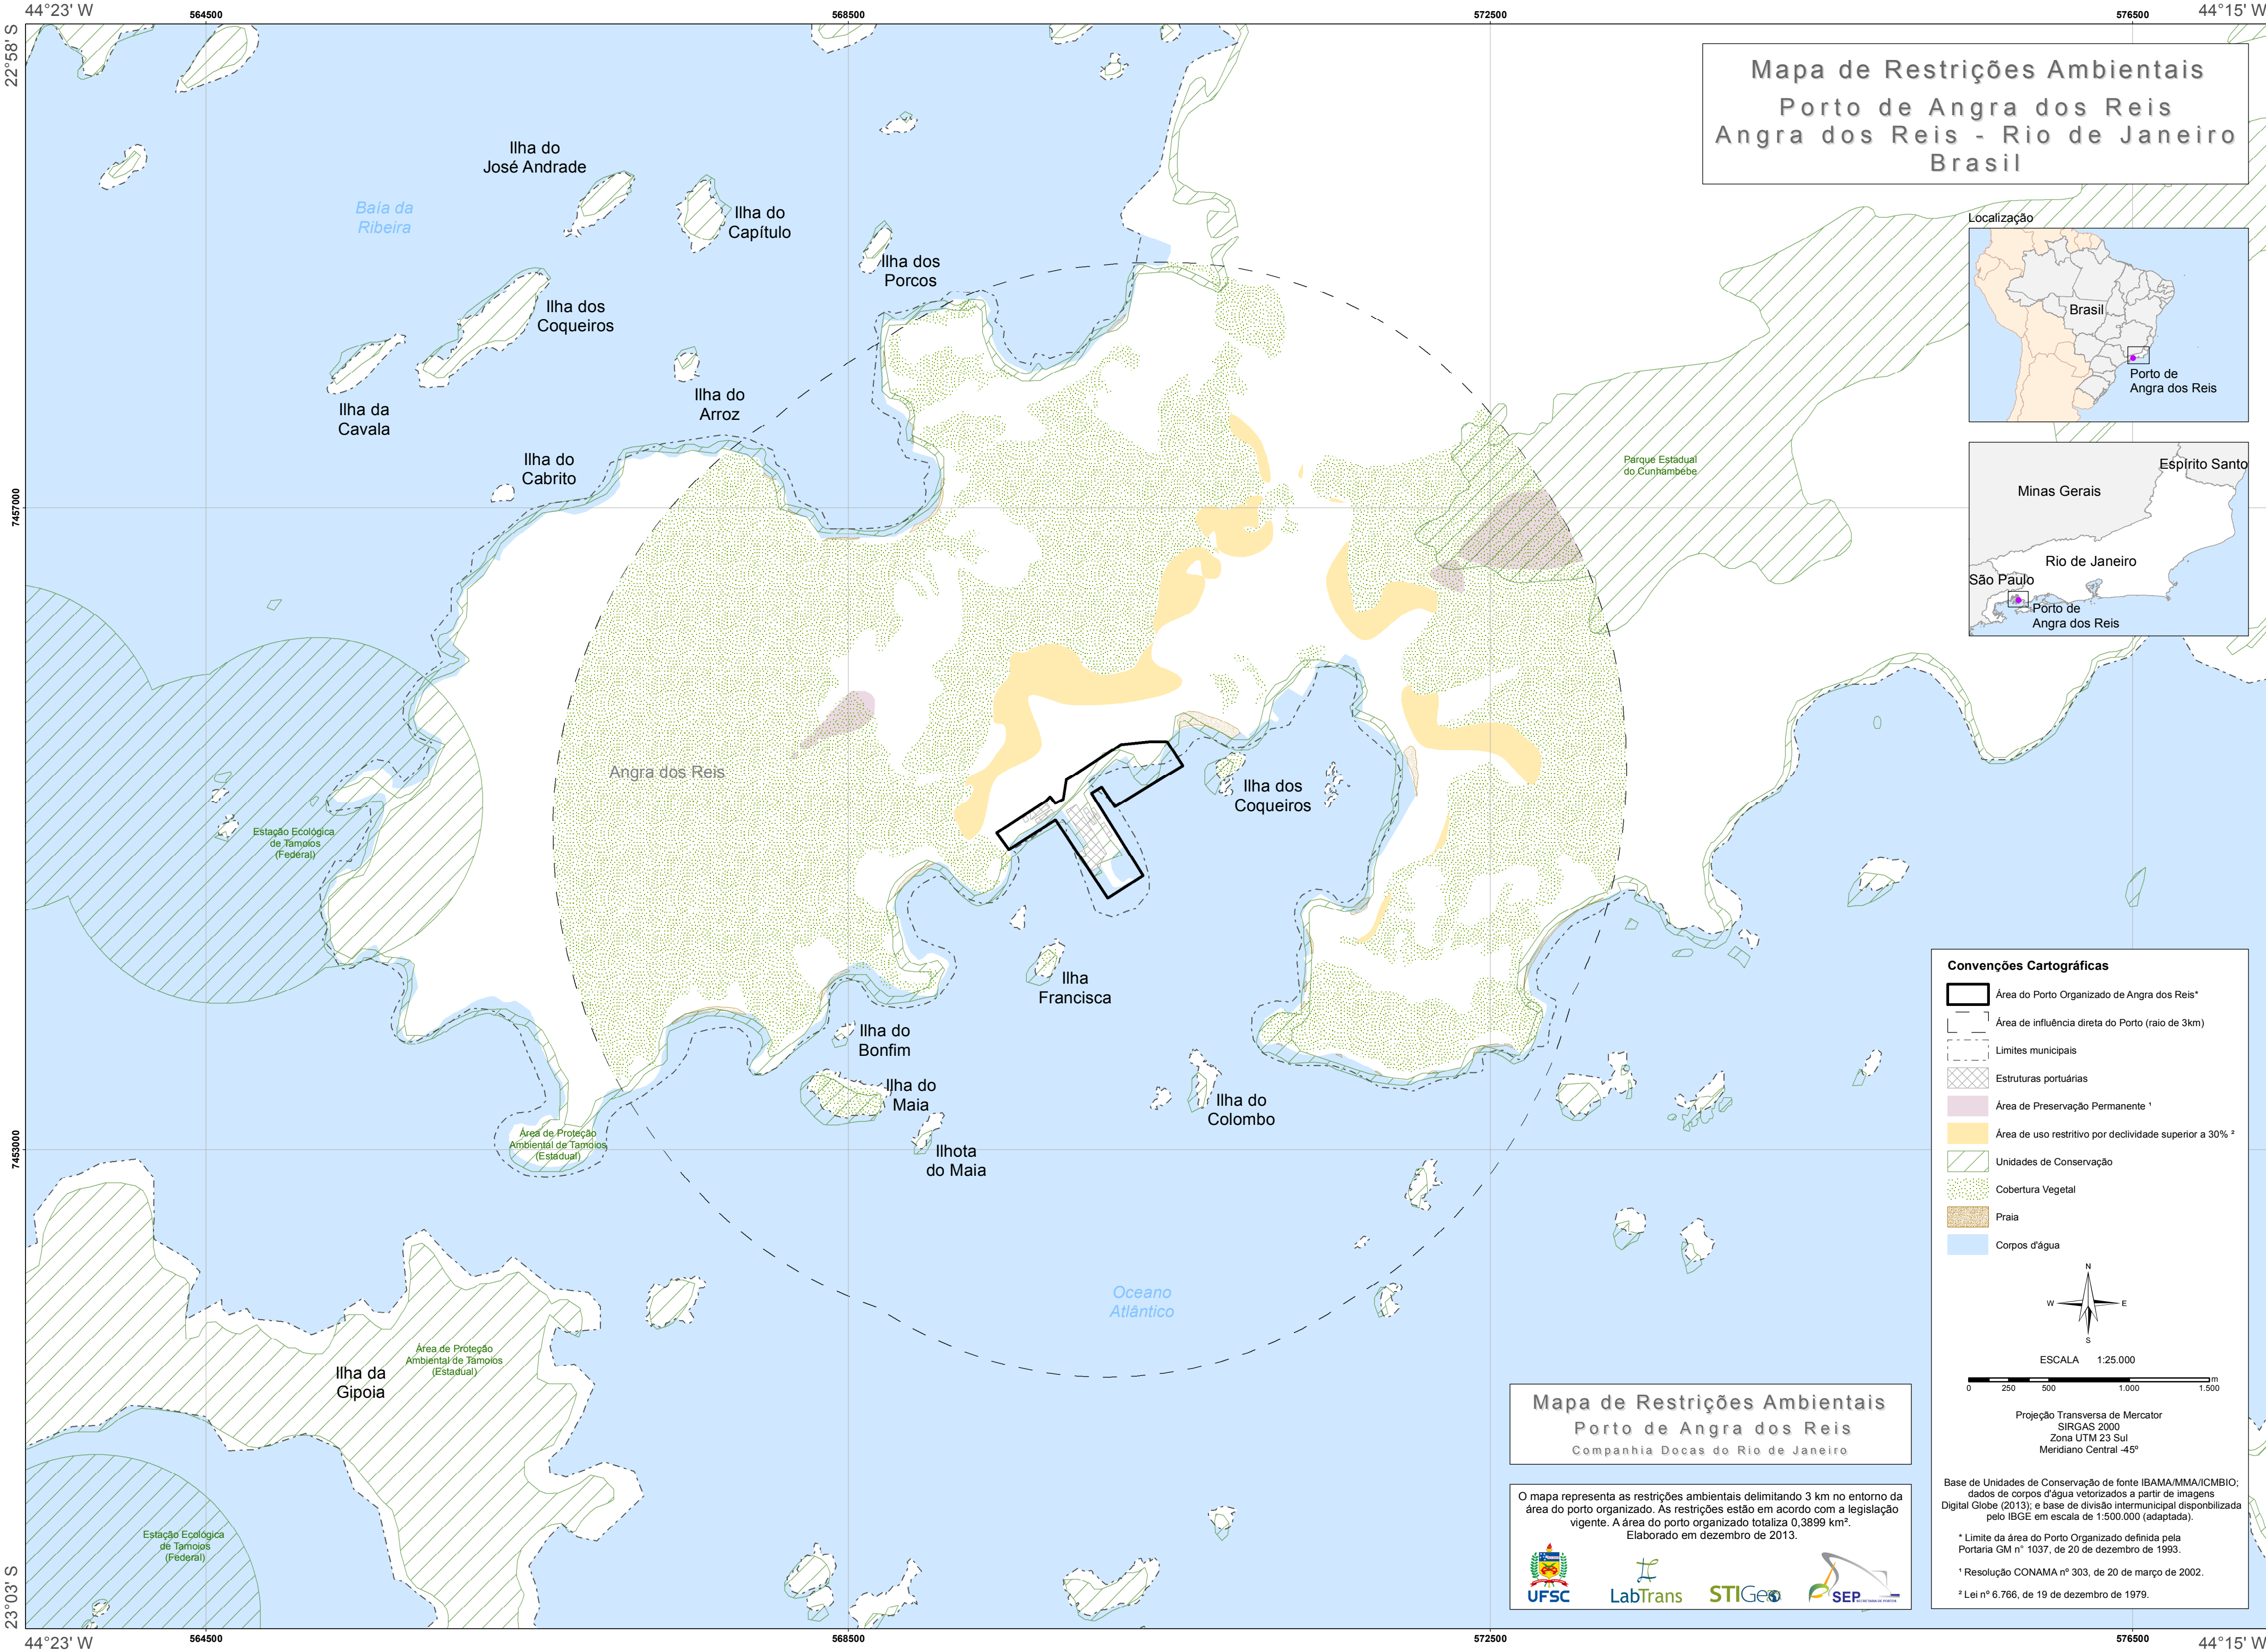 44°23' W
564500
568500
572500
576500
44°15' W
22°58' S
Mapa de Restrições Ambientais
Porto de Angra dos Reis
Angra dos Reis - Rio de Janeiro
Brasil
Localização
Brasil
Porto de
Angra dos Reis
Minas Gerais
Espírito Santo
Rio de Janeiro
São Paulo
Porto de
Angra dos Reis
Ilha do
José Andrade
Baía da
Ribeira
Ilha do
Capítulo
Ilha dos
Porcos
Ilha dos
Coqueiros
Ilha do
Arroz
Ilha da
Cavala
Ilha do
Cabrito
Parque Estadual
do Cunhambebe
7457000
Angra dos Reis
Ilha dos
Coqueiros
Estação Ecológica
de Tamoios
(Federal)
Ilha
Francisca
Ilha do
Bonfim
Ilha do
Maia
Ilha do
Colombo
Área de Proteção
Ambiental de Tamoios
(Estadual)
Ilhota
do Maia
7453000
Oceano
Atlântico
Área de Proteção
Ambiental de Tamoios
(Estadual)
Ilha da
Gipoia
Estação Ecológica
de Tamoios
(Federal)
Convenções Cartográficas
Área do Porto Organizado de Angra dos Reis*
Área de influência direta do Porto (raio de 3km)
Limites municipais
Estruturas portuárias
Área de Preservação Permanente ¹
Área de uso restritivo por declividade superior a 30% ²
Unidades de Conservação
Cobertura Vegetal
Praia
Corpos d'água
N
W
E
S
ESCALA 1:25.000
m
0 250 500 1.000 1.500
Projeção Transversa de Mercator
SIRGAS 2000
Zona UTM 23 Sul
Meridiano Central -45º
Base de Unidades de Conservação de fonte IBAMA/MMA/ICMBIO;
dados de corpos d'água vetorizados a partir de imagens
Digital Globe (2013); e base de divisão intermunicipal disponbilizada
pelo IBGE em escala de 1:500.000 (adaptada).
* Limite da área do Porto Organizado definida pela
Portaria GM n° 1037, de 20 de dezembro de 1993.
¹ Resolução CONAMA nº 303, de 20 de março de 2002.
² Lei nº 6.766, de 19 de dezembro de 1979.
Mapa de Restrições Ambientais
Porto de Angra dos Reis
Companhia Docas do Rio de Janeiro
O mapa representa as restrições ambientais delimitando 3 km no entorno da
área do porto organizado. As restrições estão em acordo com a legislação
vigente. A área do porto organizado totaliza 0,3899 km².
Elaborado em dezembro de 2013.
UFSC
LabTrans
STIGeo
SEP
SECRETARIA DE PORTOS
23°03' S
44°23' W
564500
568500
572500
576500
44°15' W